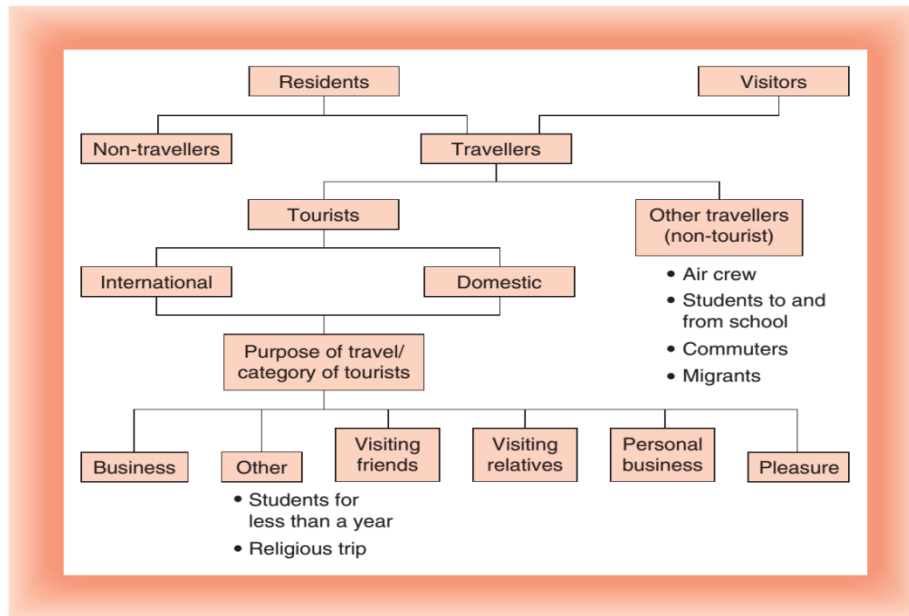 Residents
Visitors
Non-travellers
Travellers
Tourists
Other travellers
(non-tourist)
• Air crew
• Students to and
from school
• Commuters
• Migrants
International
Domestic
Purpose of travel/
category of tourists
Business
Other
Visiting
friends
Visiting
relatives
Personal
business
Pleasure
• Students for
less than a year
• Religious trip